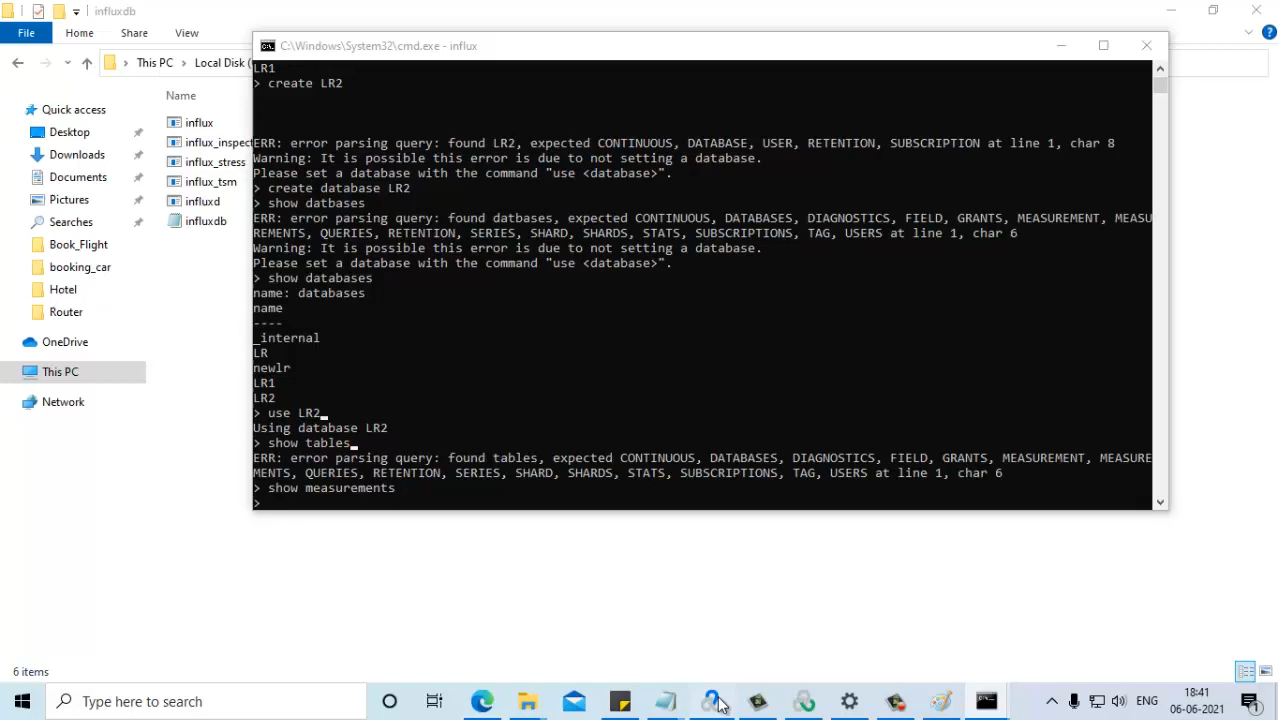 influxdb
File Home Share View
C:\Windows\System32\cmd.exe - influx
This PC Local Disk (
Name
Quick access
Desktop
Downloads
Documents
Pictures
Searches
Book_Flight
booking_car
Hotel
Router
OneDrive
This PC
Network
influx
influx_inspect
influx_stress
influx_tsm
influxd
influxdb
LR1
> create LR2
ERR: error parsing query: found LR2, expected CONTINUOUS, DATABASE, USER, RETENTION, SUBSCRIPTION at line 1, char 8
Warning: It is possible this error is due to not setting a database.
Please set a database with the command "use <database>".
> create database LR2
> show datbases
ERR: error parsing query: found datbases, expected CONTINUOUS, DATABASES, DIAGNOSTICS, FIELD, GRANTS, MEASUREMENT, MEASU
REMENTS, QUERIES, RETENTION, SERIES, SHARD, SHARDS, STATS, SUBSCRIPTIONS, TAG, USERS at line 1, char 6
Warning: It is possible this error is due to not setting a database.
Please set a database with the command "use <database>".
> show databases
name: databases
name
----
_internal
LR
newlr
LR1
LR2
> use LR2
Using database LR2
> show tables
ERR: error parsing query: found tables, expected CONTINUOUS, DATABASES, DIAGNOSTICS, FIELD, GRANTS, MEASUREMENT, MEASURE
MENTS, QUERIES, RETENTION, SERIES, SHARD, SHARDS, STATS, SUBSCRIPTIONS, TAG, USERS at line 1, char 6
> show measurements
>
6 items
Type here to search
ENG
18:41
06-06-2021
1